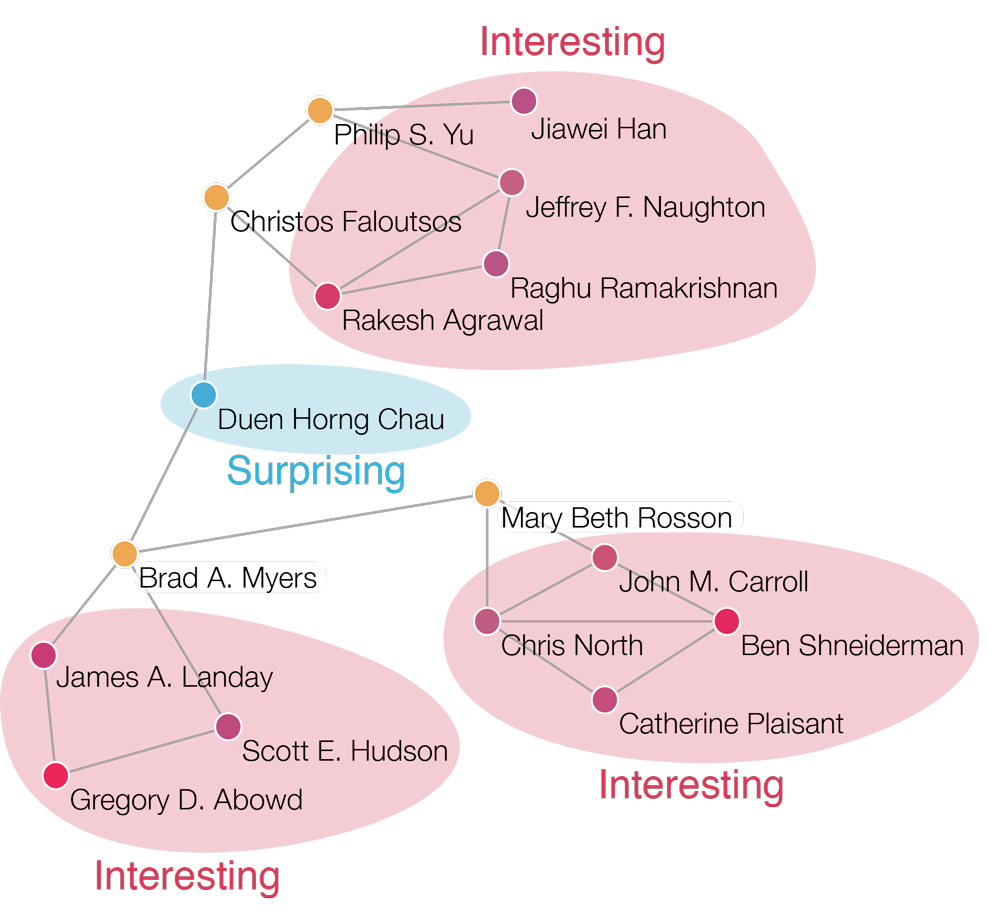 Interesting
Jiawei Han
Philip S. Yu
Jeffrey F. Naughton
Christos Faloutsos
Raghu Ramakrishnan
Rakesh Agrawal
Duen Horng Chau
Surprising
Mary Beth Rosson
Brad A. Myers
John M. Carroll
Chris North
Ben Shneiderman
James A. Landay
Catherine Plaisant
Scott E. Hudson
Interesting
Gregory D. Abowd
Interesting